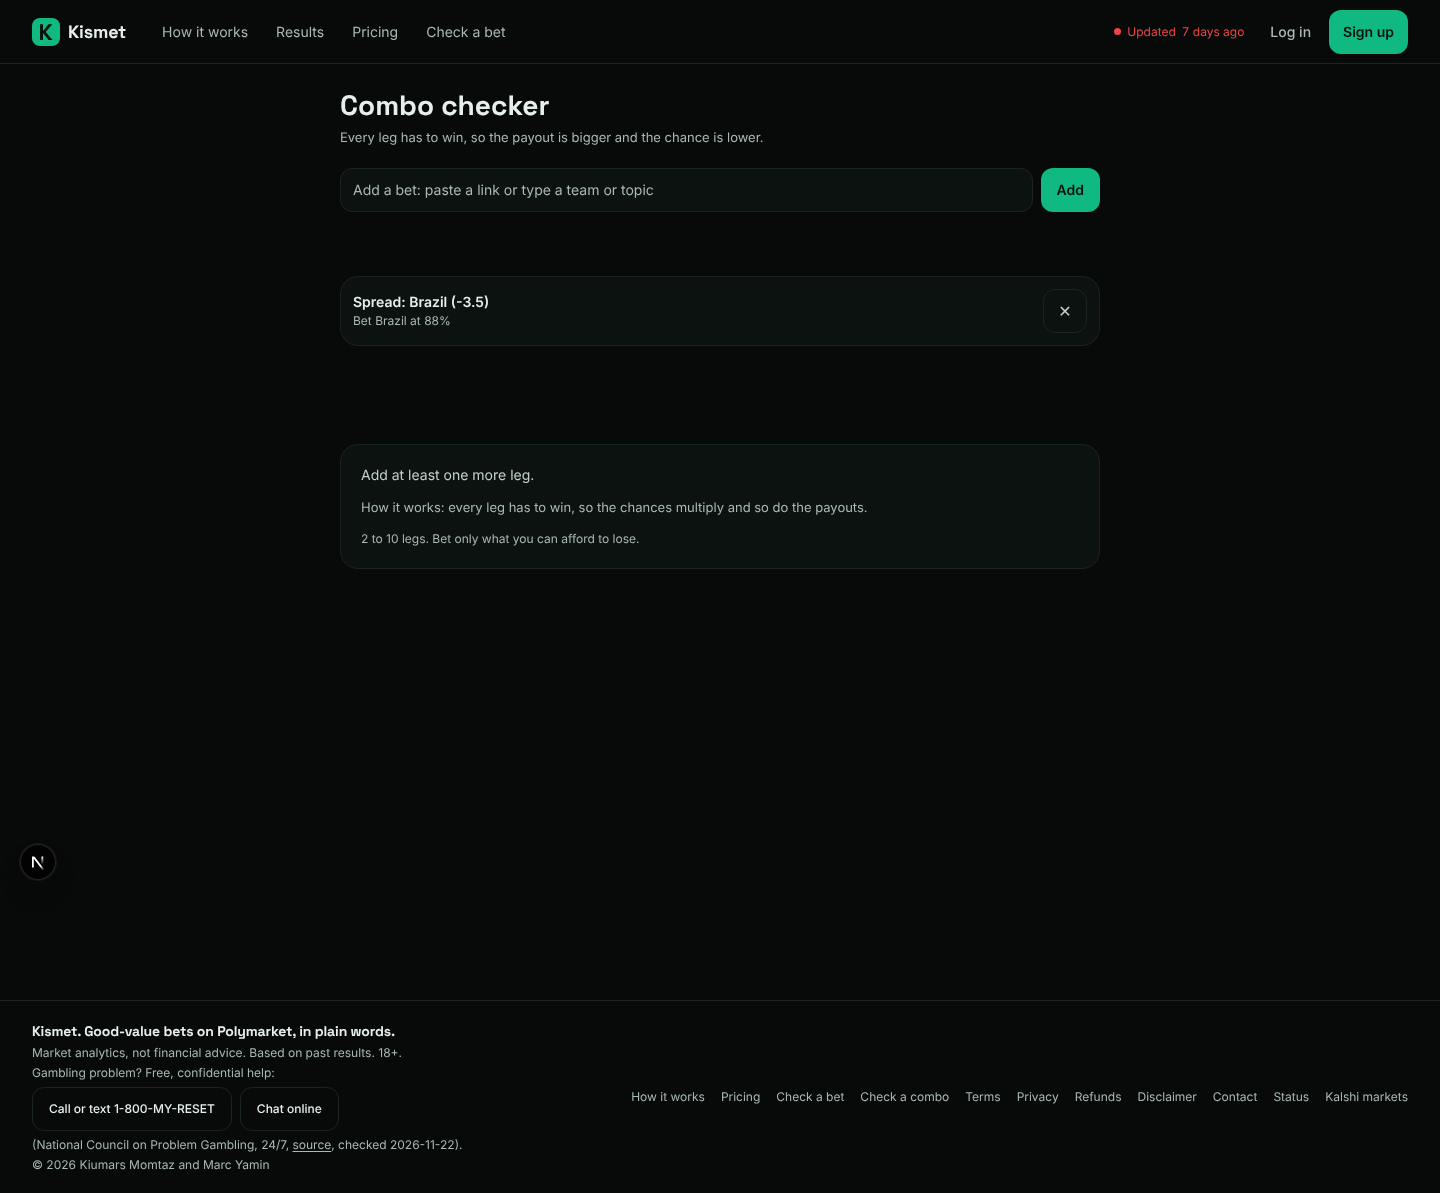 K Kismet
How it works
Results
Pricing
Check a bet
Updated 7 days ago
Log in
Sign up
Combo checker
Every leg has to win, so the payout is bigger and the chance is lower.
Add a bet: paste a link or type a team or topic
Add
Spread: Brazil (-3.5)
Bet Brazil at 88%
✕
Add at least one more leg.
How it works: every leg has to win, so the chances multiply and so do the payouts.
2 to 10 legs. Bet only what you can afford to lose.
N
Kismet. Good-value bets on Polymarket, in plain words.
Market analytics, not financial advice. Based on past results. 18+.
Gambling problem? Free, confidential help:
Call or text 1-800-MY-RESET
Chat online
(National Council on Problem Gambling, 24/7, source, checked 2026-11-22).
© 2026 Kiumars Momtaz and Marc Yamin
How it works
Pricing
Check a bet
Check a combo
Terms
Privacy
Refunds
Disclaimer
Contact
Status
Kalshi markets